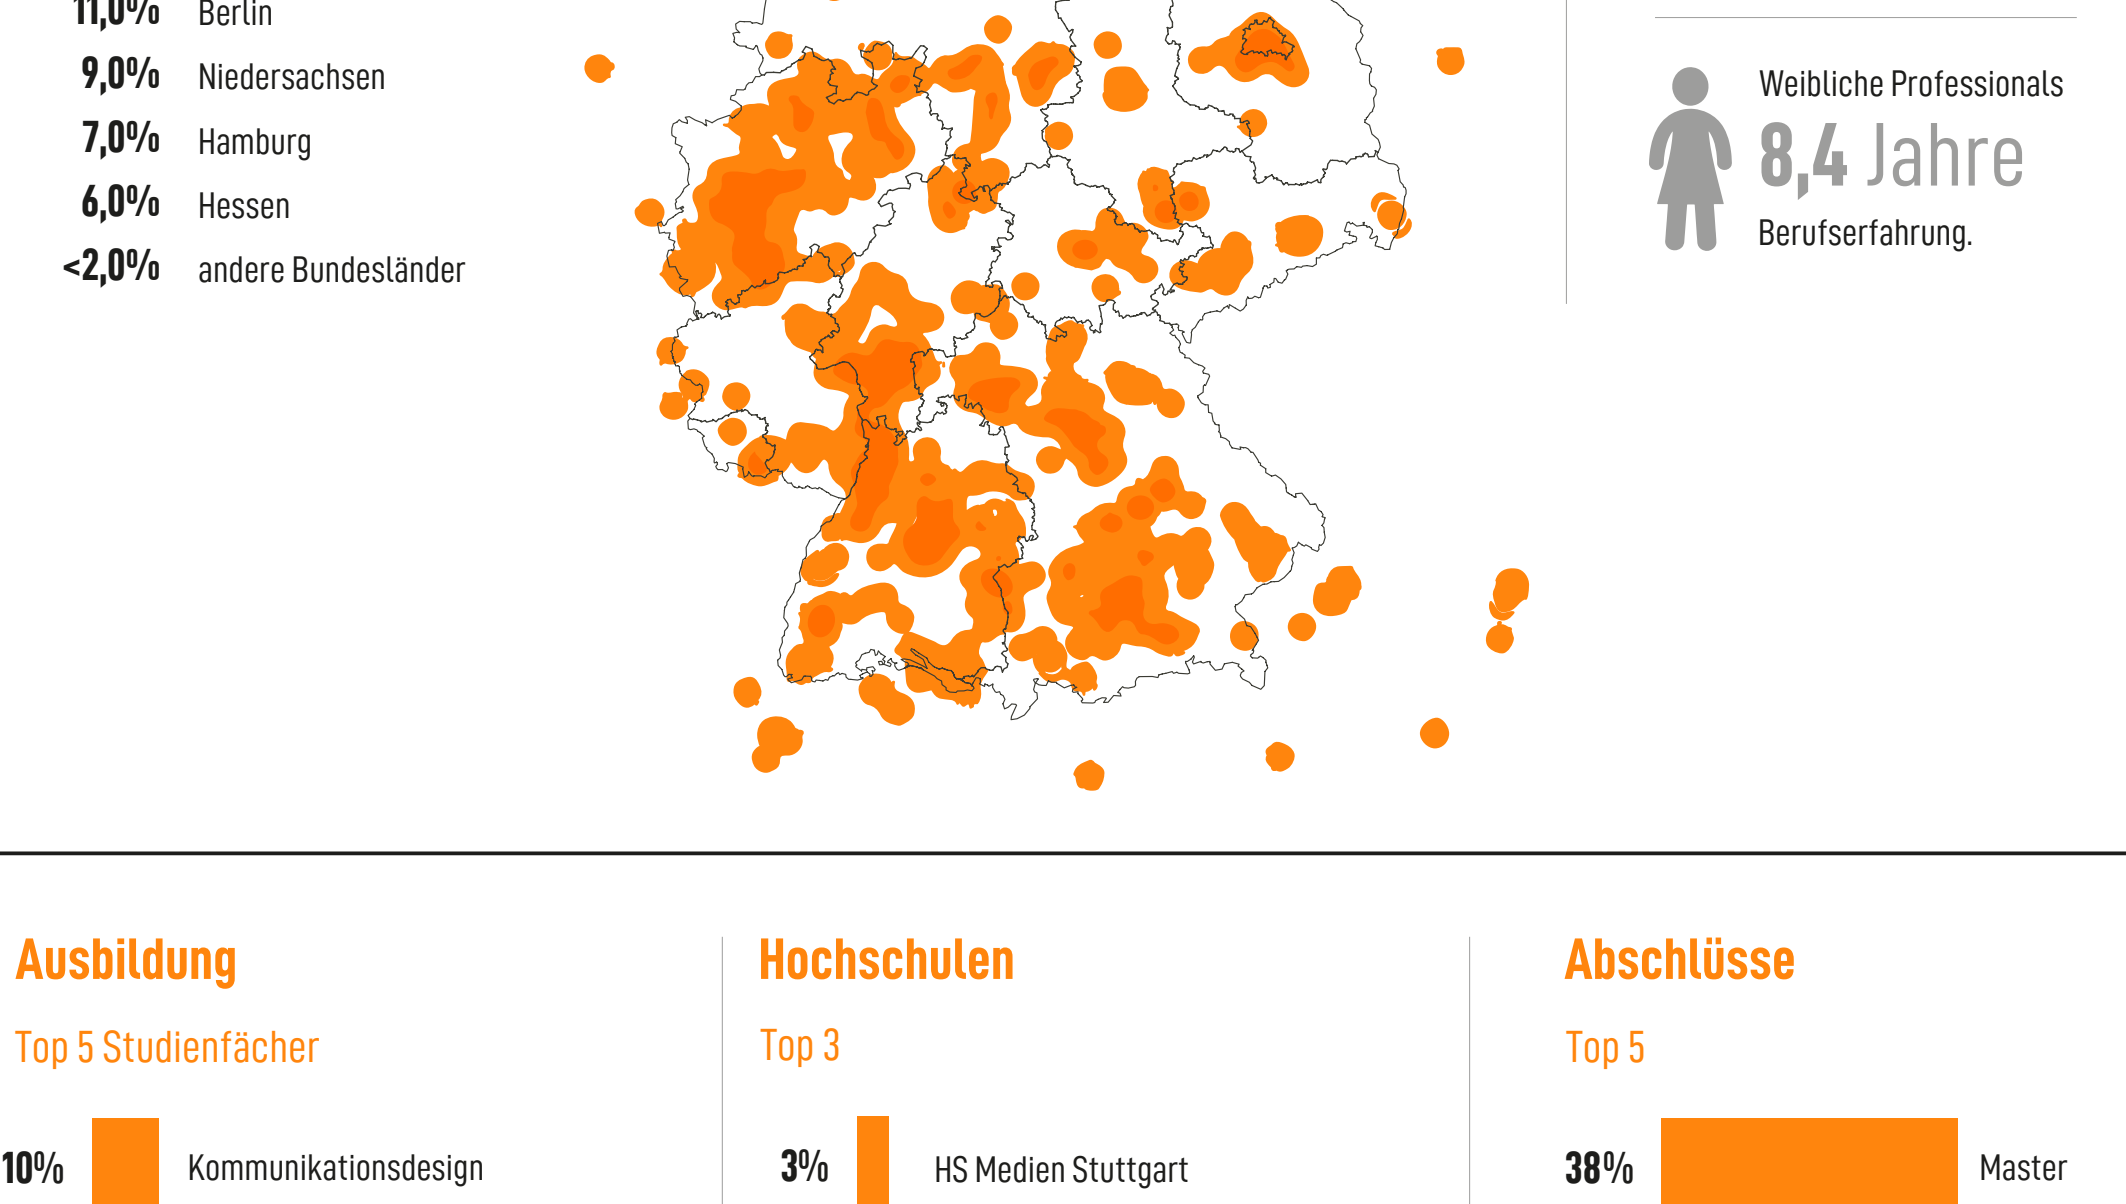 11,0% Berlin
9,0% Niedersachsen
7,0% Hamburg
6,0% Hessen
<2,0% andere Bundesländer
Weibliche Professionals
8,4 Jahre
Berufserfahrung.
Ausbildung
Top 5 Studienfächer
10% Kommunikationsdesign
Hochschulen
Top 3
3% HS Medien Stuttgart
Abschlüsse
Top 5
38% Master